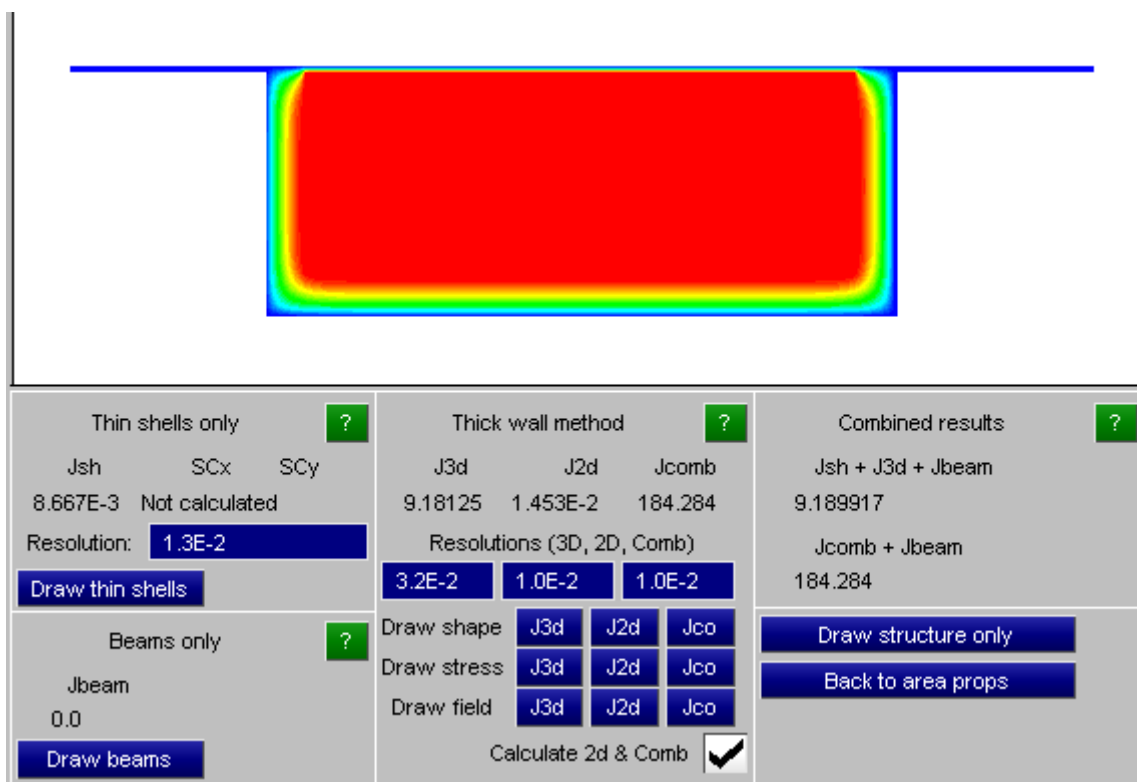 Thin shells only ?
Jsh SCx SCy
8.667E-3 Not calculated
Resolution: 1.3E-2
Draw thin shells
Beams only ?
Jbeam
0.0
Draw beams
Thick wall method ?
J3d J2d Jcomb
9.18125 1.453E-2 184.284
Resolutions (3D, 2D, Comb)
3.2E-2 1.0E-2 1.0E-2
Draw shape J3d J2d Jco
Draw stress J3d J2d Jco
Draw field J3d J2d Jco
Calculate 2d & Comb
Combined results ?
Jsh + J3d + Jbeam
9.189917
Jcomb + Jbeam
184.284
Draw structure only
Back to area props